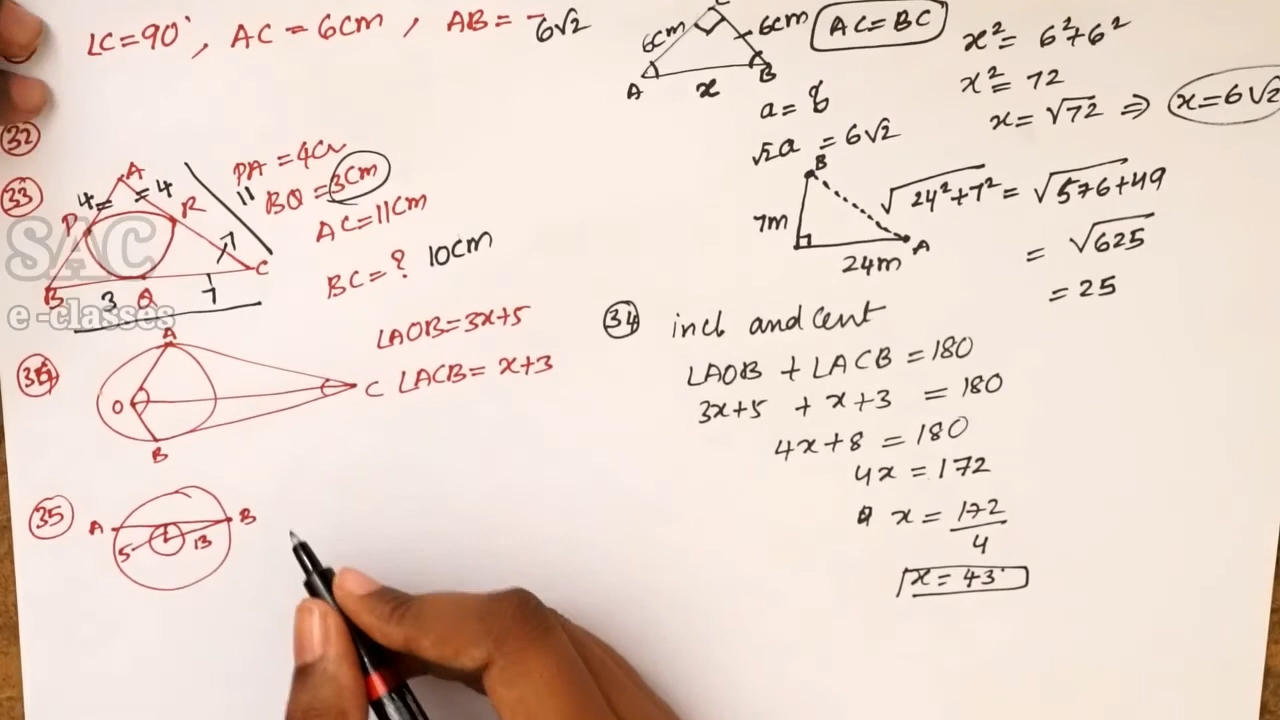 ∠C=90°, AC = 6cm, AB = 6√2
C
6cm
6cm
A
B
x
AC = BC
x² = 6²+6²
x² = 72
x = √72 ⇒ x=6√2
a = 6
√2a = 6√2
32
33
A
4
4
P
R
B
3
Q
7
7
C
PA = 4cm
BQ = 3cm
AC = 11cm
BC = ? 10cm
B
7m
24m
A
√24²+7² = √576+49
= √625
= 25
SAC
e-classes
34
A
O
B
C
∠AOB = 3x+5
∠ACB = x+3
34
incl and cent
∠AOB + ∠ACB = 180
3x+5 + x+3 = 180
4x+8 = 180
4x = 172
x = 172/4
x = 43°
35
A
B
5
13